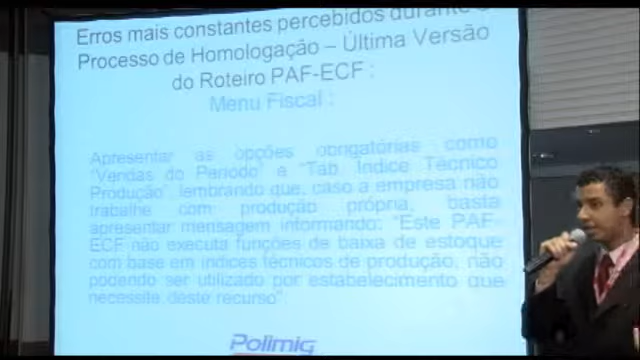 Erros mais constantes percebidos durante o
Processo de Homologação – Última Versão
do Roteiro PAF-ECF :
Menu Fiscal :
Apresentar as opções obrigatórias como
"Vendas do Período" e "Tab. Índice Técnico
Produção", lembrando que, caso a empresa não
trabalhe com produção própria, basta
apresentar mensagem informando: "Este PAF-
ECF não executa funções de baixa de estoque
com base em índices técnicos de produção, não
podendo ser utilizado por estabelecimento que
necessite deste recurso"
Polimig